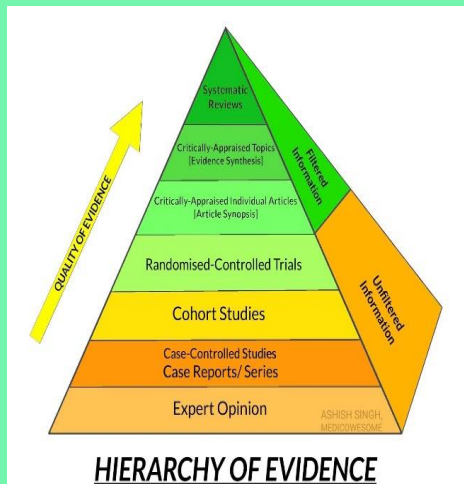 Systematic
Reviews
Critically-Appraised Topics
[Evidence Synthesis]
Critically-Appraised Individual Articles
[Article Synopsis]
Randomised-Controlled Trials
Cohort Studies
Case-Controlled Studies
Case Reports/ Series
Expert Opinion
QUALITY OF EVIDENCE
Filtered
Information
Unfiltered
Information
ASHISH SINGH,
MEDICOWESOME
HIERARCHY OF EVIDENCE